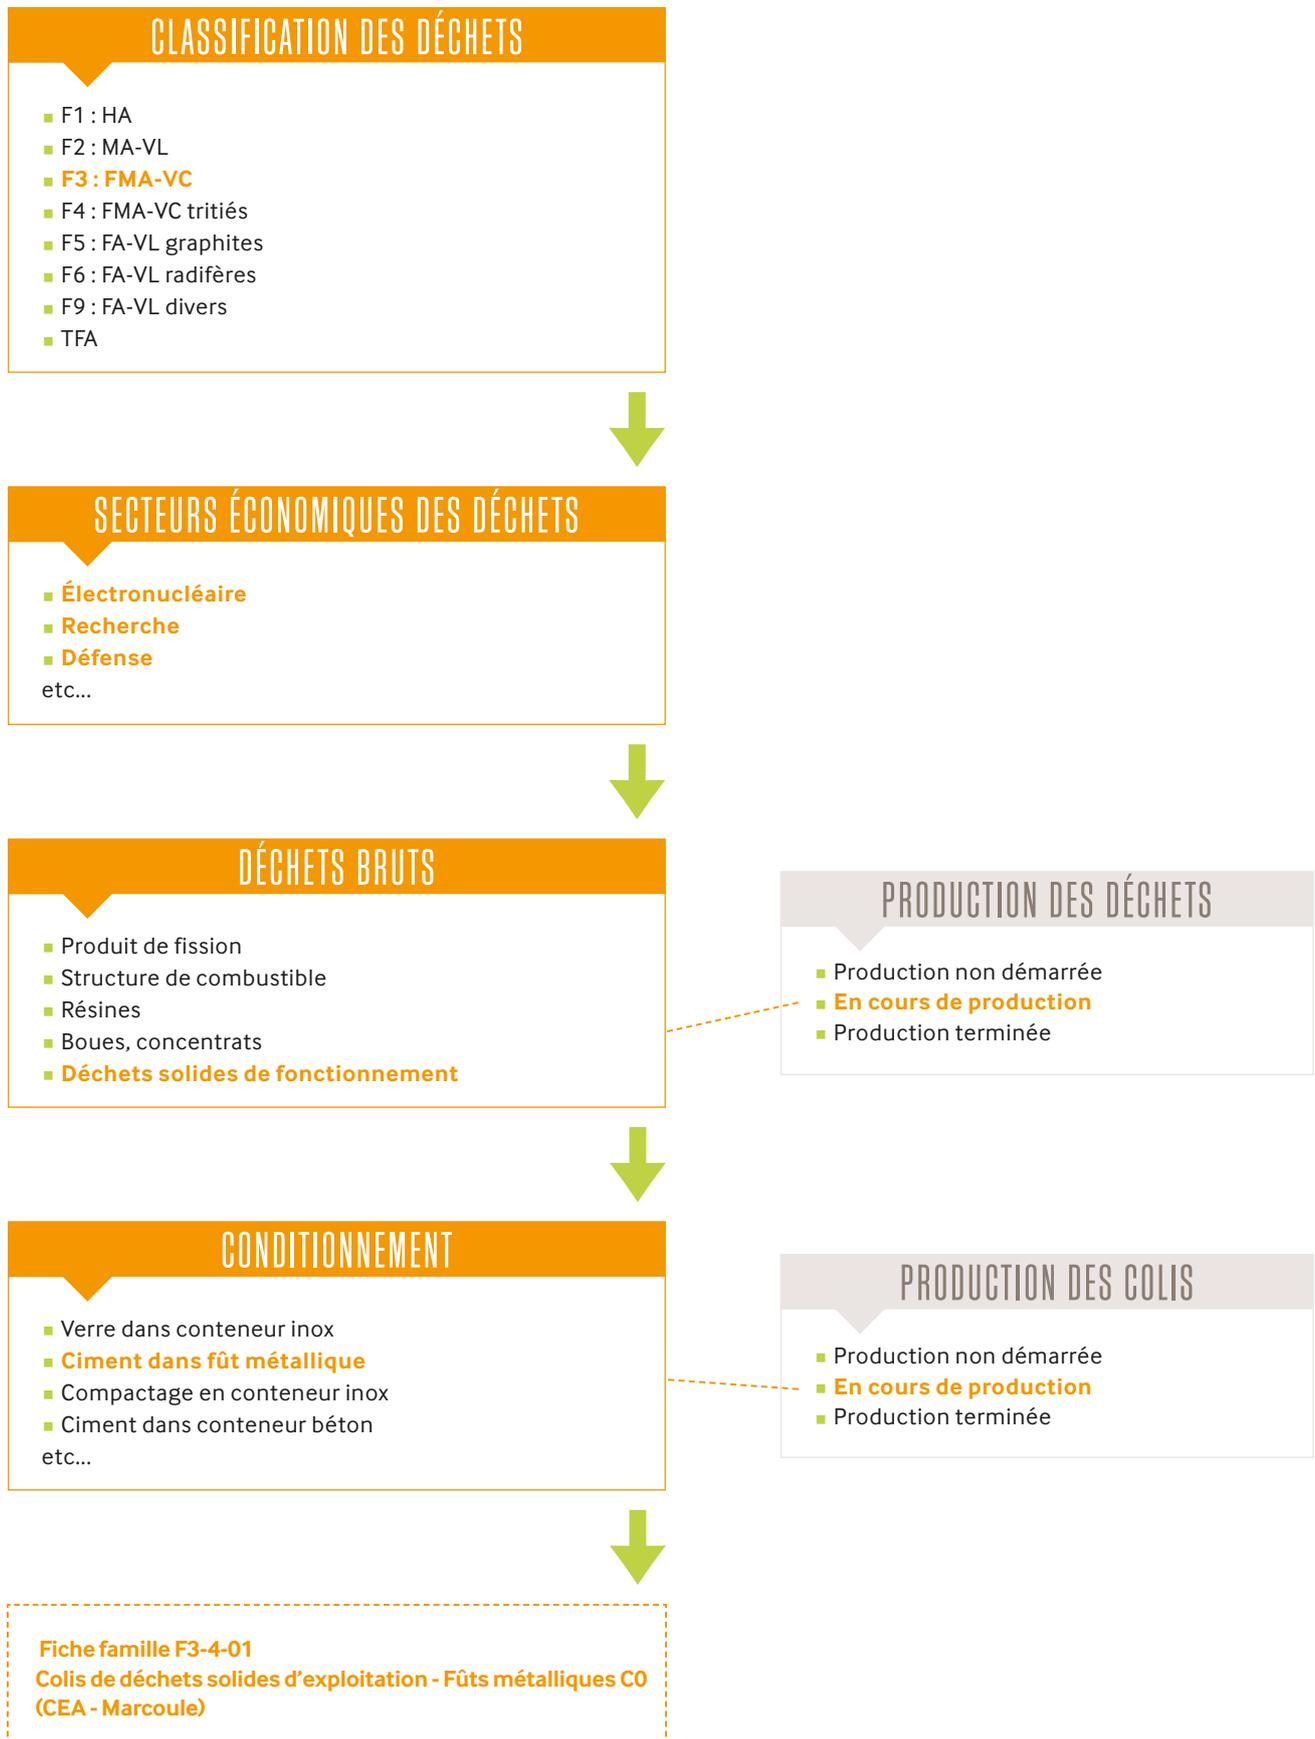 CLASSIFICATION DES DÉCHETS
F1 : HA
F2 : MA-VL
F3 : FMA-VC
F4 : FMA-VC tritiés
F5 : FA-VL graphites
F6 : FA-VL radifères
F9 : FA-VL divers
TFA
SECTEURS ÉCONOMIQUES DES DÉCHETS
Électronucléaire
Recherche
Défense
etc...
DÉCHETS BRUTS
Produit de fission
Structure de combustible
Résines
Boues, concentrats
Déchets solides de fonctionnement
PRODUCTION DES DÉCHETS
Production non démarrée
En cours de production
Production terminée
CONDITIONNEMENT
Verre dans conteneur inox
Ciment dans fût métallique
Compactage en conteneur inox
Ciment dans conteneur béton
etc...
PRODUCTION DES COLIS
Production non démarrée
En cours de production
Production terminée
Fiche famille F3-4-01
Colis de déchets solides d’exploitation - Fûts métalliques C0
(CEA - Marcoule)